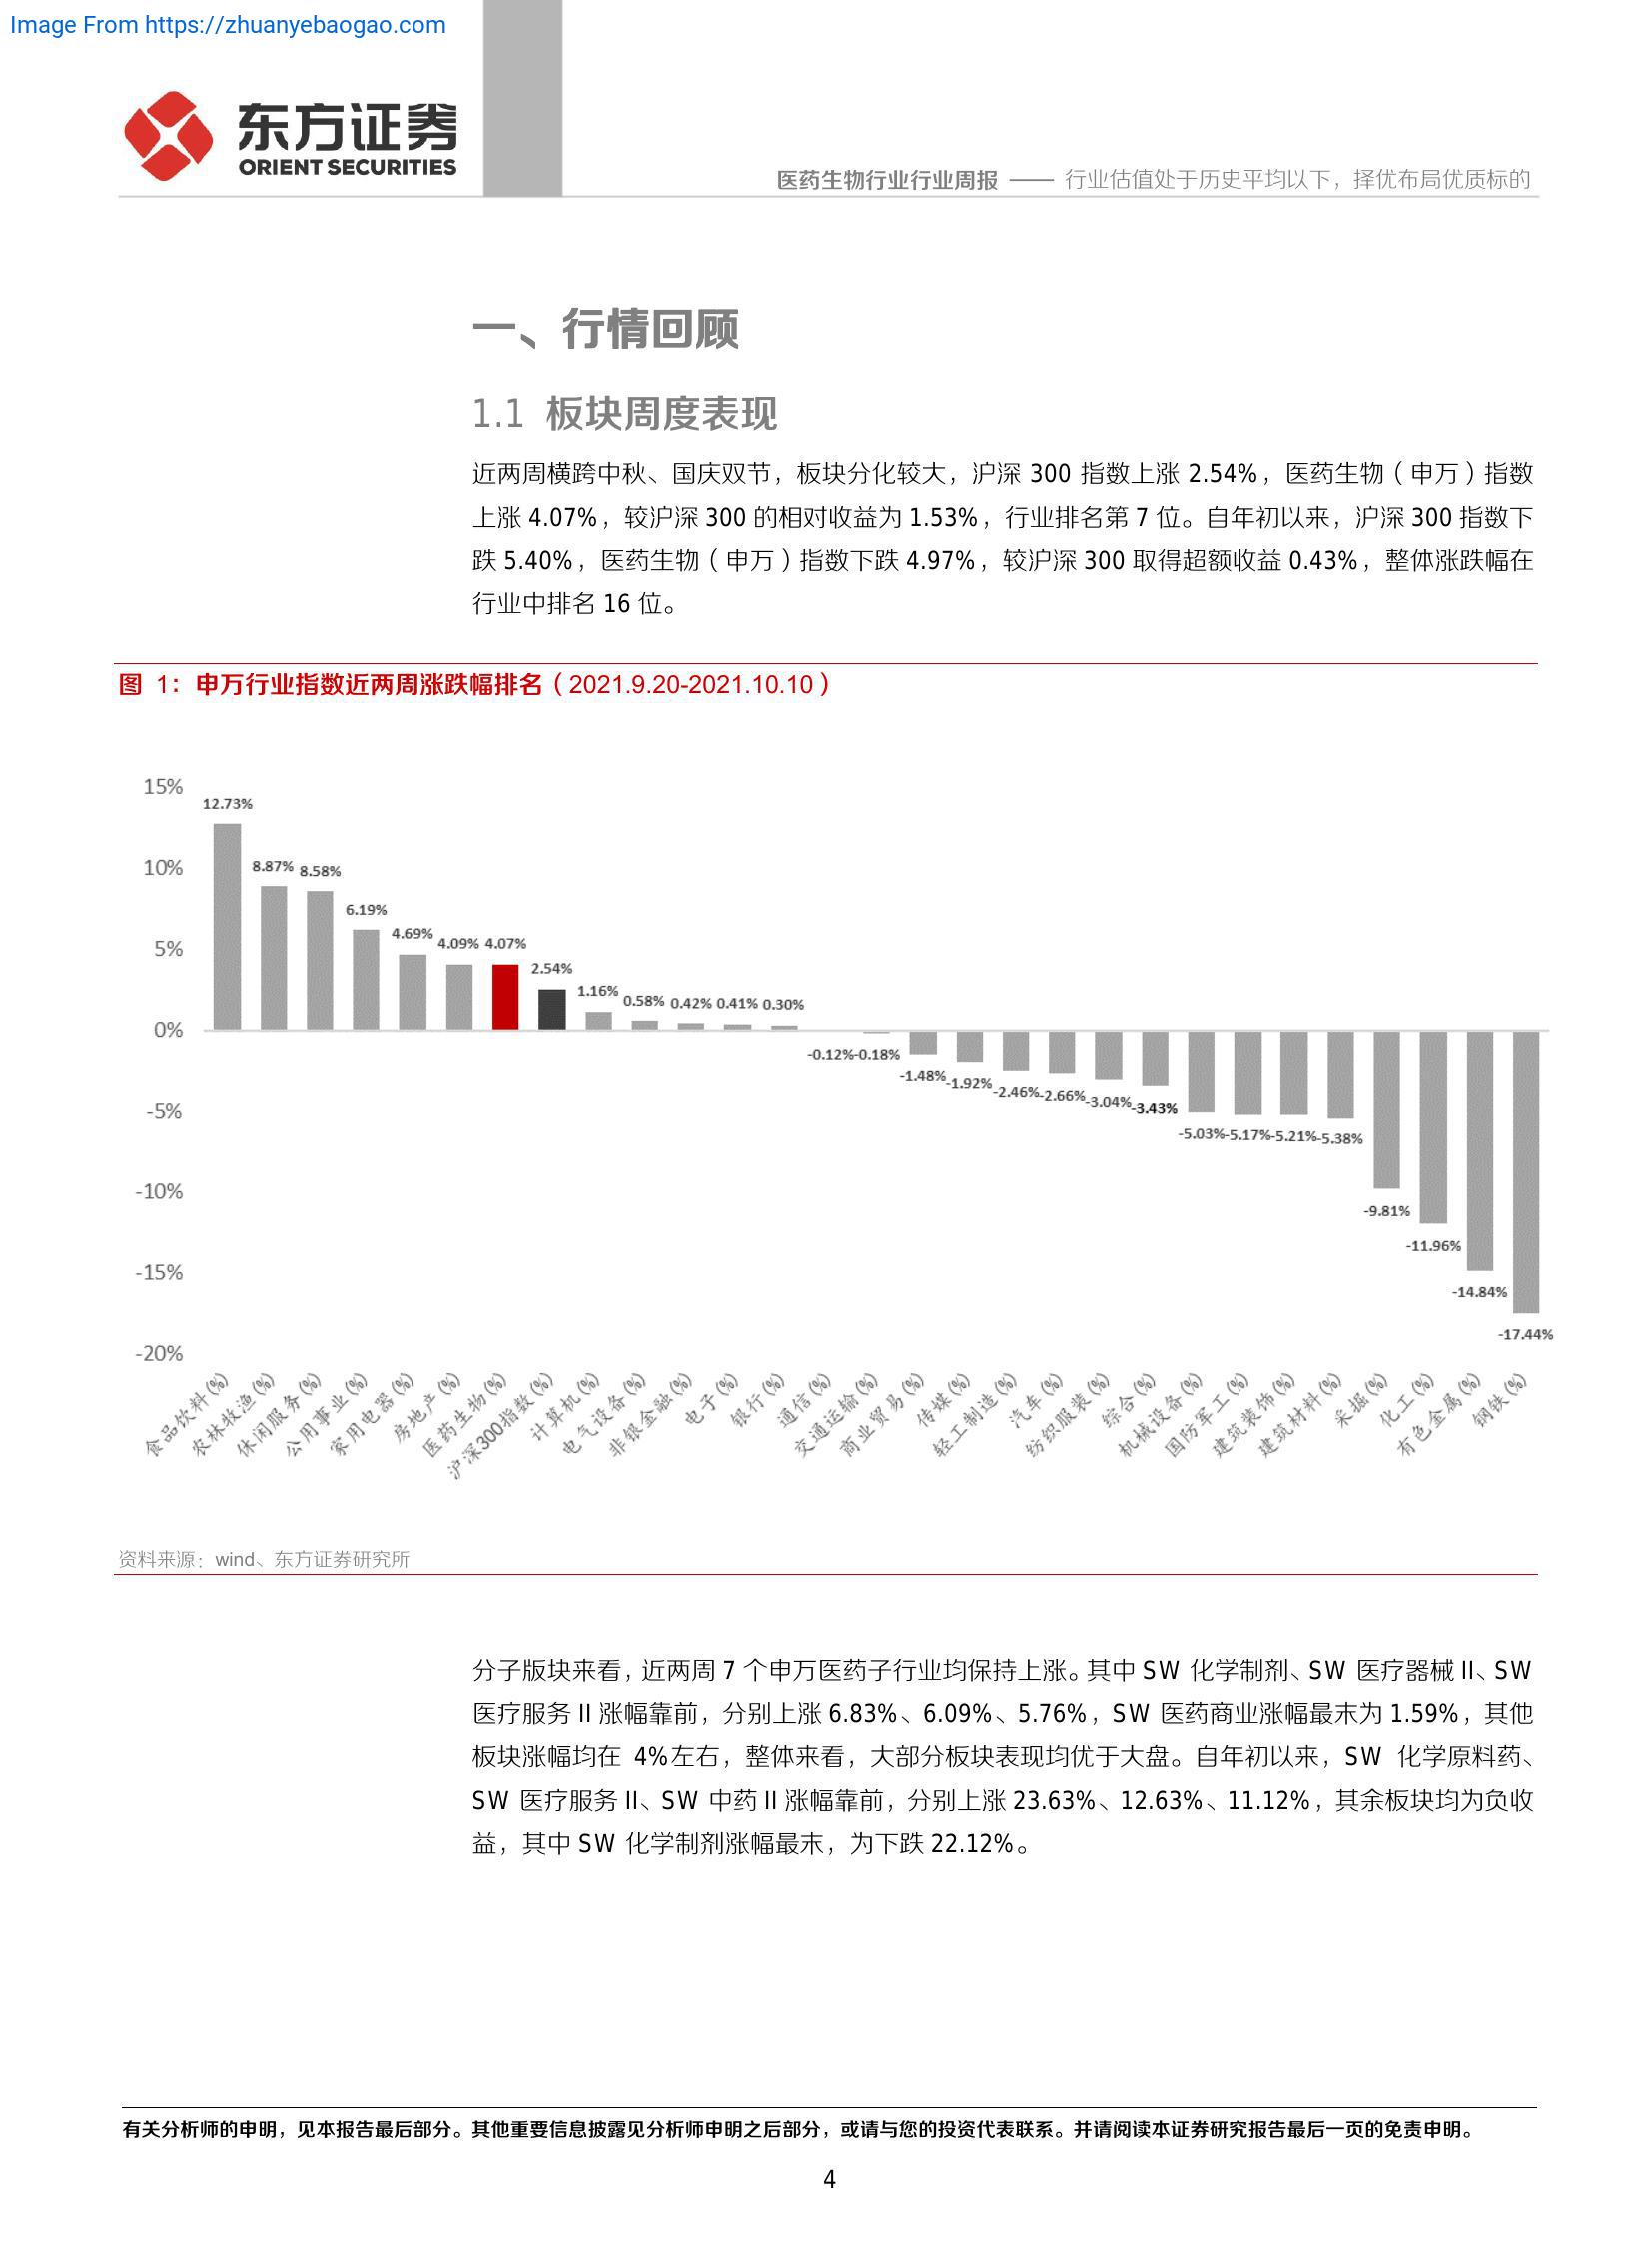 Image From https://zhuanyebaogao.com
东方证券
ORIENT SECURITIES
医药生物行业行业周报 —— 行业估值处于历史平均以下，择优布局优质标的
一、行情回顾
1.1 板块周度表现
近两周横跨中秋、国庆双节，板块分化较大，沪深 300 指数上涨 2.54%，医药生物（申万）指数
上涨 4.07%，较沪深 300 的相对收益为 1.53%，行业排名第 7 位。自年初以来，沪深 300 指数下
跌 5.40%，医药生物（申万）指数下跌 4.97%，较沪深 300 取得超额收益 0.43%，整体涨跌幅在
行业中排名 16 位。
图 1：申万行业指数近两周涨跌幅排名（2021.9.20-2021.10.10）
15%
10%
5%
0%
-5%
-10%
-15%
-20%
12.73%
8.87%
8.58%
6.19%
4.69%
4.09%
4.07%
2.54%
1.16%
0.58%
0.42%
0.41%
0.30%
-0.12%
-0.18%
-1.48%
-1.92%
-2.46%
-2.66%
-3.04%
-3.43%
-5.03%
-5.17%
-5.21%
-5.38%
-9.81%
-11.96%
-14.84%
-17.44%
食品饮料(%)
农林牧渔(%)
休闲服务(%)
公用事业(%)
家用电器(%)
房地产(%)
医药生物(%)
沪深300指数(%)
计算机(%)
电气设备(%)
非银金融(%)
电子(%)
银行(%)
通信(%)
交通运输(%)
商业贸易(%)
传媒(%)
轻工制造(%)
汽车(%)
纺织服装(%)
综合(%)
机械设备(%)
国防军工(%)
建筑装饰(%)
建筑材料(%)
采掘(%)
化工(%)
有色金属(%)
钢铁(%)
资料来源：wind、东方证券研究所
分子版块来看，近两周 7 个申万医药子行业均保持上涨。其中 SW 化学制剂、SW 医疗器械 II、SW
医疗服务 II 涨幅靠前，分别上涨 6.83%、6.09%、5.76%，SW 医药商业涨幅最末为 1.59%，其他
板块涨幅均在 4%左右，整体来看，大部分板块表现均优于大盘。自年初以来，SW 化学原料药、
SW 医疗服务 II、SW 中药 II 涨幅靠前，分别上涨 23.63%、12.63%、11.12%，其余板块均为负收
益，其中 SW 化学制剂涨幅最末，为下跌 22.12%。
有关分析师的申明，见本报告最后部分。其他重要信息披露见分析师申明之后部分，或请与您的投资代表联系。并请阅读本证券研究报告最后一页的免责申明。
4